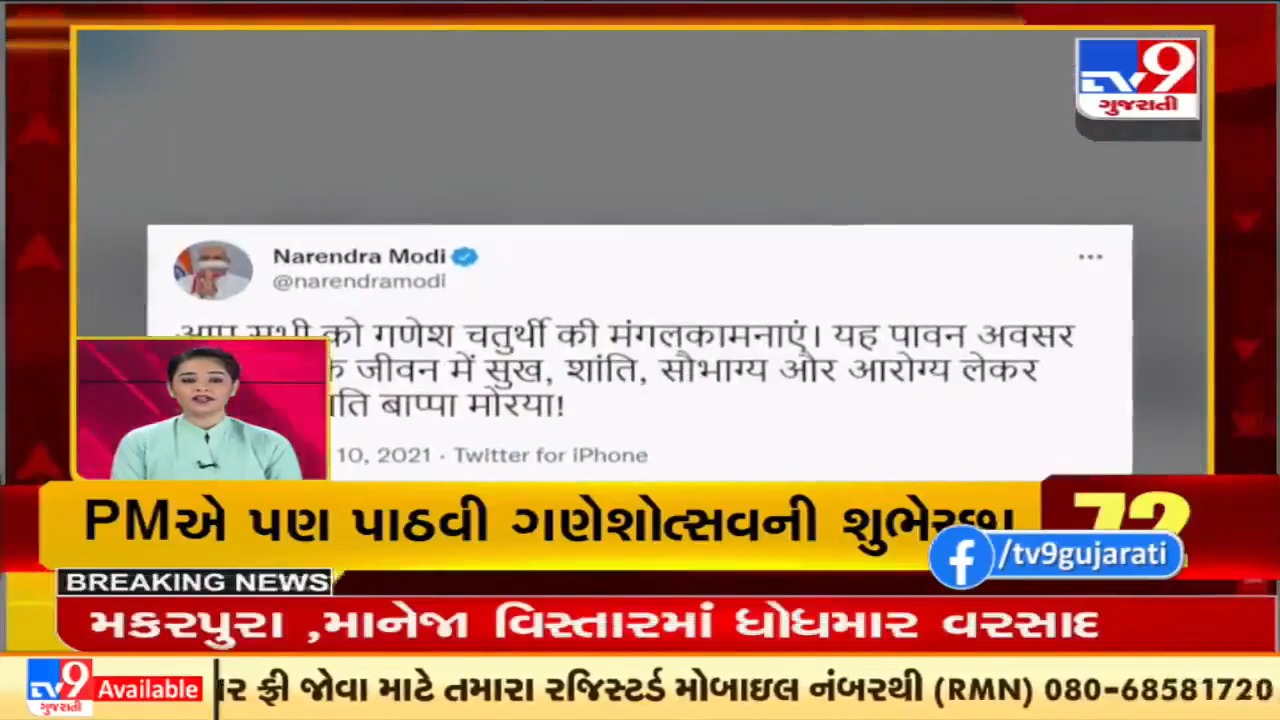 TV9
ગુજરાતી
Narendra Modi
@narendramodi
आप सभी को गणेश चतुर्थी की मंगलकामनाएं। यह पावन अवसर
जीवन में सुख, शांति, सौभाग्य और आरोग्य लेकर
बाप्पा मोरया!
10, 2021 · Twitter for iPhone
PMએ પણ પાઠવી ગણેશોત્સવની શુભેચ્છા
72
/tv9gujarati
BREAKING NEWS
મકરપુરા ,માનેજા વિસ્તારમાં ધોધમાર વરસાદ
TV9
ગુજરાતી
Available
ફ્રી જોવા માટે તમારા રજિસ્ટર્ડ મોબાઇલ નંબરથી (RMN) 080-68581720